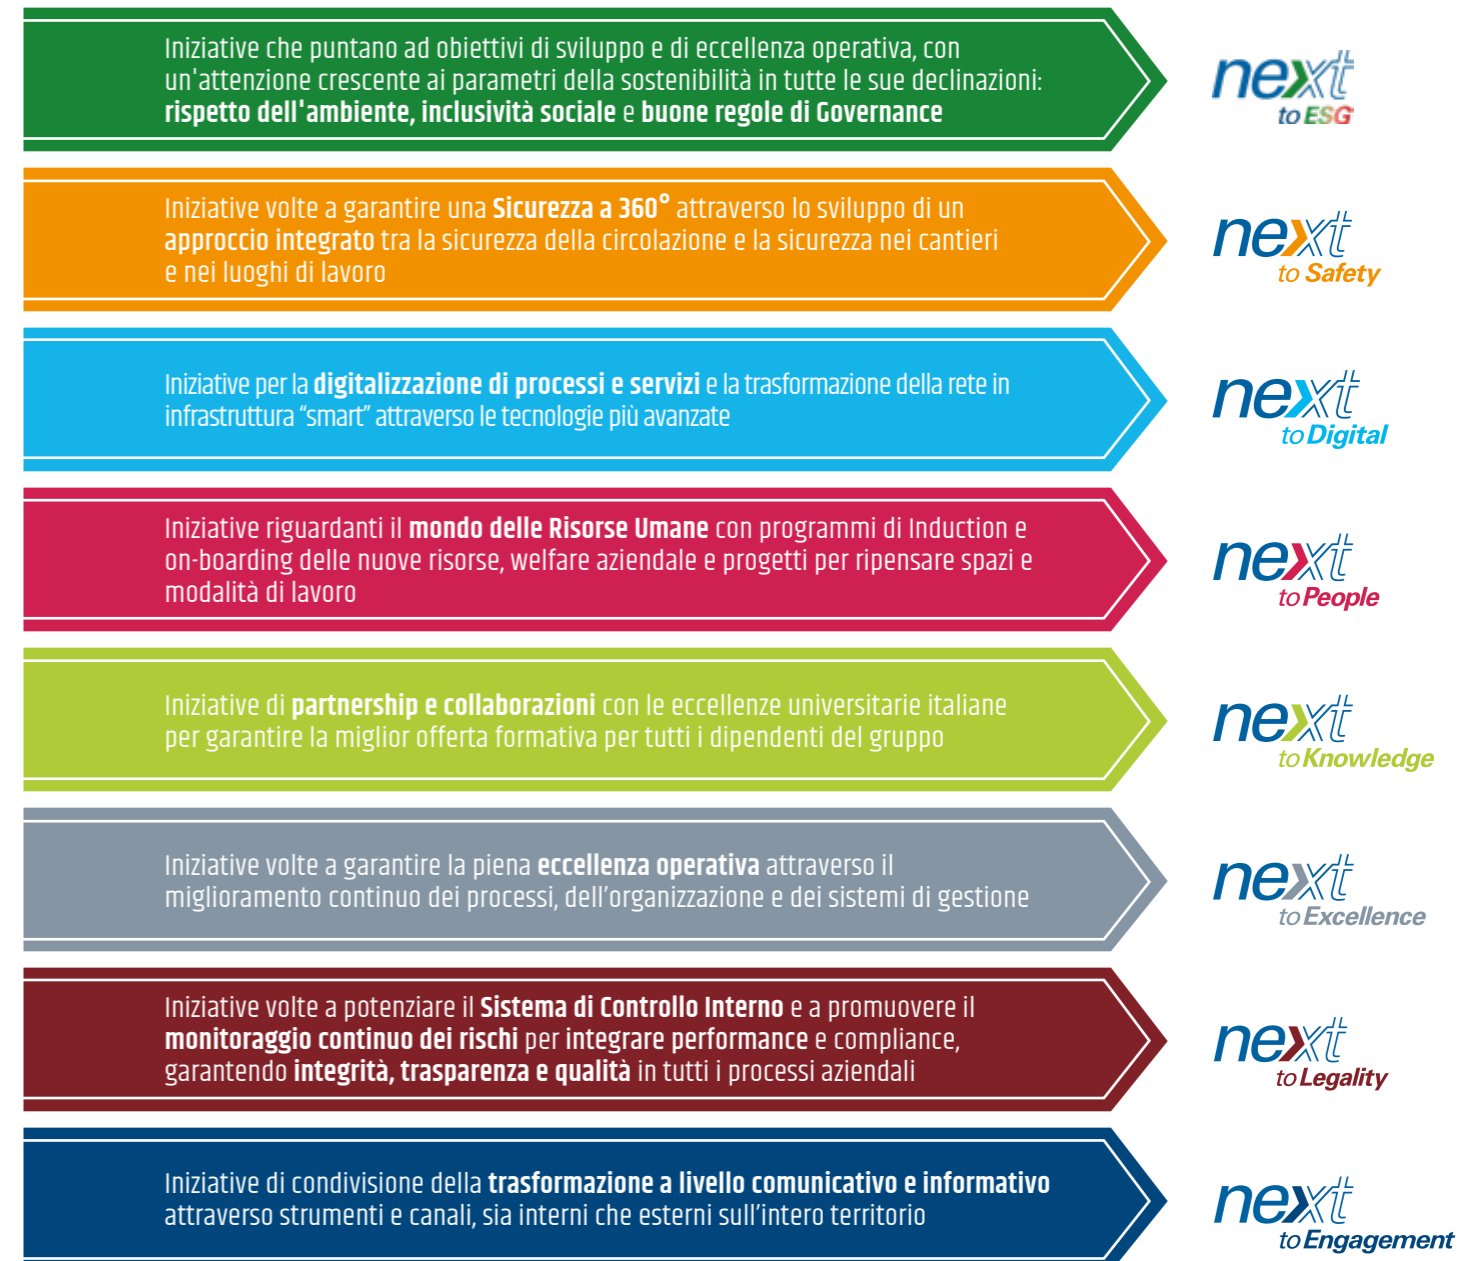 Iniziative che puntano ad obiettivi di sviluppo e di eccellenza operativa, con
un'attenzione crescente ai parametri della sostenibilità in tutte le sue declinazioni:
rispetto dell'ambiente, inclusività sociale e buone regole di Governance
next
to ESG
Iniziative volte a garantire una Sicurezza a 360° attraverso lo sviluppo di un
approccio integrato tra la sicurezza della circolazione e la sicurezza nei cantieri
e nei luoghi di lavoro
next
to Safety
Iniziative per la digitalizzazione di processi e servizi e la trasformazione della rete in
infrastruttura “smart” attraverso le tecnologie più avanzate
next
to Digital
Iniziative riguardanti il mondo delle Risorse Umane con programmi di Induction e
on-boarding delle nuove risorse, welfare aziendale e progetti per ripensare spazi e
modalità di lavoro
next
to People
Iniziative di partnership e collaborazioni con le eccellenze universitarie italiane
per garantire la miglior offerta formativa per tutti i dipendenti del gruppo
next
to Knowledge
Iniziative volte a garantire la piena eccellenza operativa attraverso il
miglioramento continuo dei processi, dell’organizzazione e dei sistemi di gestione
next
to Excellence
Iniziative volte a potenziare il Sistema di Controllo Interno e a promuovere il
monitoraggio continuo dei rischi per integrare performance e compliance,
garantendo integrità, trasparenza e qualità in tutti i processi aziendali
next
to Legality
Iniziative di condivisione della trasformazione a livello comunicativo e informativo
attraverso strumenti e canali, sia interni che esterni sull’intero territorio
next
to Engagement